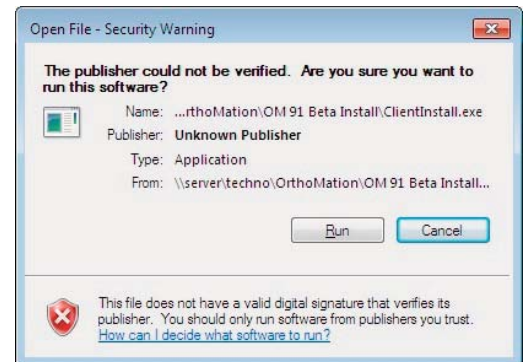 Open File - Security Warning
The publisher could not be verified. Are you sure you want to
run this software?
Name: ...rthoMation\OM 91 Beta Install\ClientInstall.exe
Publisher: Unknown Publisher
Type: Application
From: \\server\techno\OrthoMation\OM 91 Beta Install...
Run Cancel
This file does not have a valid digital signature that verifies its
publisher. You should only run software from publishers you trust.
How can I decide what software to run?